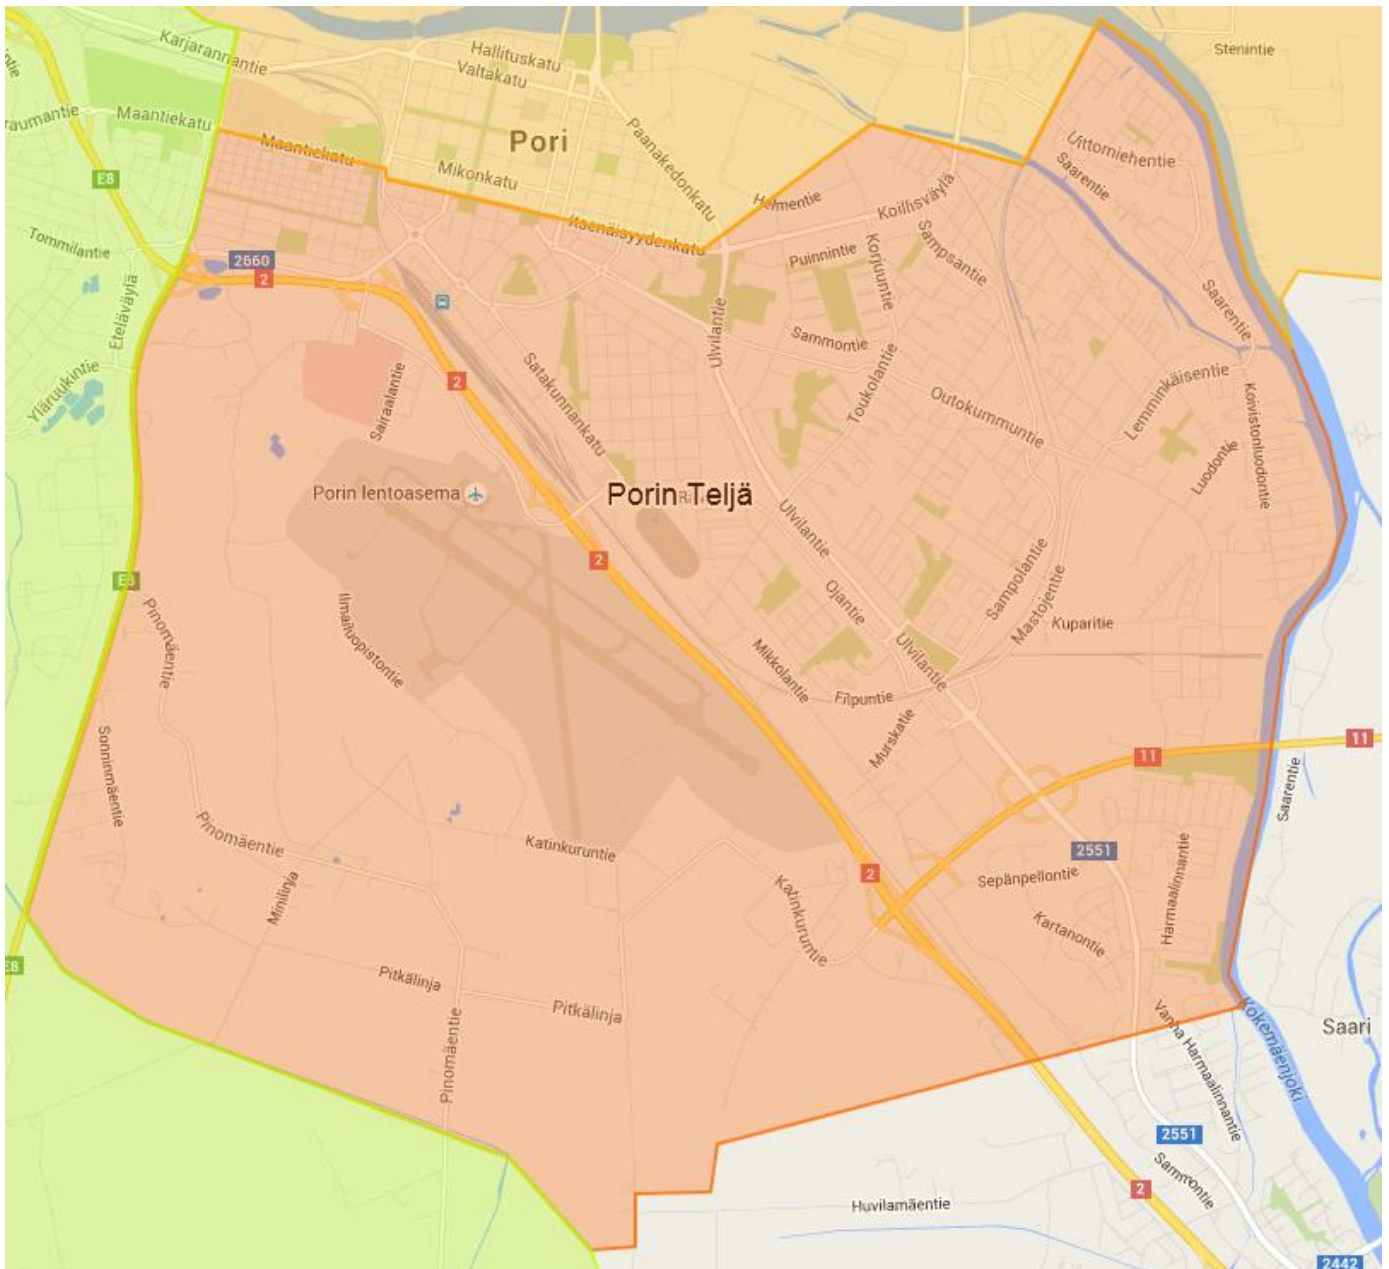 Karjarannantie
Hallituskatu
Valtakatu
Stenintie
raumantie
Maantiekatu
Pori
Paanakedonkatu
Maantiekatu
Mikonkatu
Uittomiehentie
Saarentie
E8
Helmentie
Koillisväylä
Itsenäisyydenkatu
Tommilantie
2660
2
Eteläväylä
Puinnintie
Korjuuntie
Sampsantie
Saarentie
Ulvilantie
Sammontie
Yläruukintie
Sairaalantie
2
Satakunnankatu
Toukolantie
Outokummuntie
Lemminkäisentie
Koivistonluodontie
Luodontie
Porin lentoasema
Porin Teljä
Ulvilantie
2
E8
Pinomäentie
Ilmailuopistontie
Ojantie
Sampolantie
Mastojentie
Kuparitie
Mikkolantie
Ulvilantie
Filpuntie
Murskatie
Sonninmäentie
11
11
Saarentie
Pinomäentie
Katinkuruntie
2551
2
Sepänpellontie
Harmaalinnantie
Minilinja
Katinkuruntie
Kartanontie
E8
Pitkälinja
Pitkälinja
Pinomäentie
Vanha Harmaalinnantie
Kokemäenjoki
Saari
2551
Sammontie
2
Huvilamäentie
2442